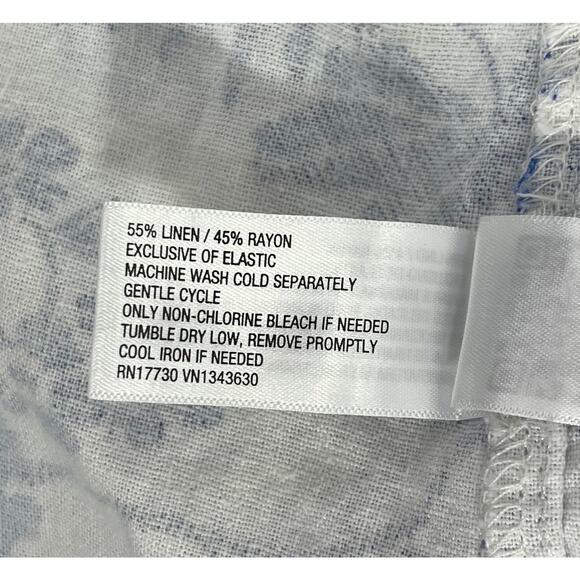 55% LINEN / 45% RAYON
EXCLUSIVE OF ELASTIC
MACHINE WASH COLD SEPARATELY
GENTLE CYCLE
ONLY NON-CHLORINE BLEACH IF NEEDED
TUMBLE DRY LOW, REMOVE PROMPTLY
COOL IRON IF NEEDED
RN17730 VN1343630